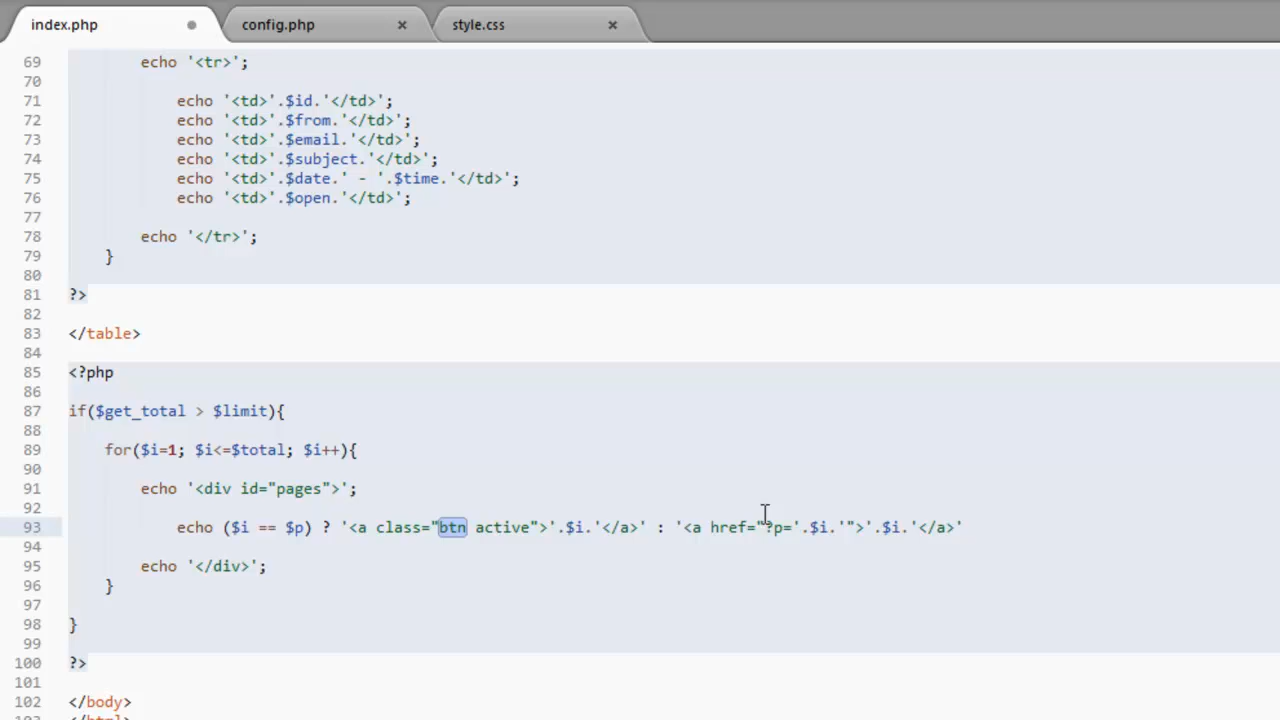 index.php config.php style.css
69 echo '<tr>';
70
71 echo '<td>'.$id.'</td>';
72 echo '<td>'.$from.'</td>';
73 echo '<td>'.$email.'</td>';
74 echo '<td>'.$subject.'</td>';
75 echo '<td>'.$date.' - '.$time.'</td>';
76 echo '<td>'.$open.'</td>';
77
78 echo '</tr>';
79 }
80
81 ?>
82
83 </table>
84
85 <?php
86
87 if($get_total > $limit){
88
89 for($i=1; $i<=$total; $i++){
90
91 echo '<div id="pages">';
92
93 echo ($i == $p) ? '<a class="btn active">'.$i.'</a>' : '<a href="?p='.$i.'">'.$i.'</a>'
94
95 echo '</div>';
96 }
97
98 }
99
100 ?>
101
102 </body>
103 </html>